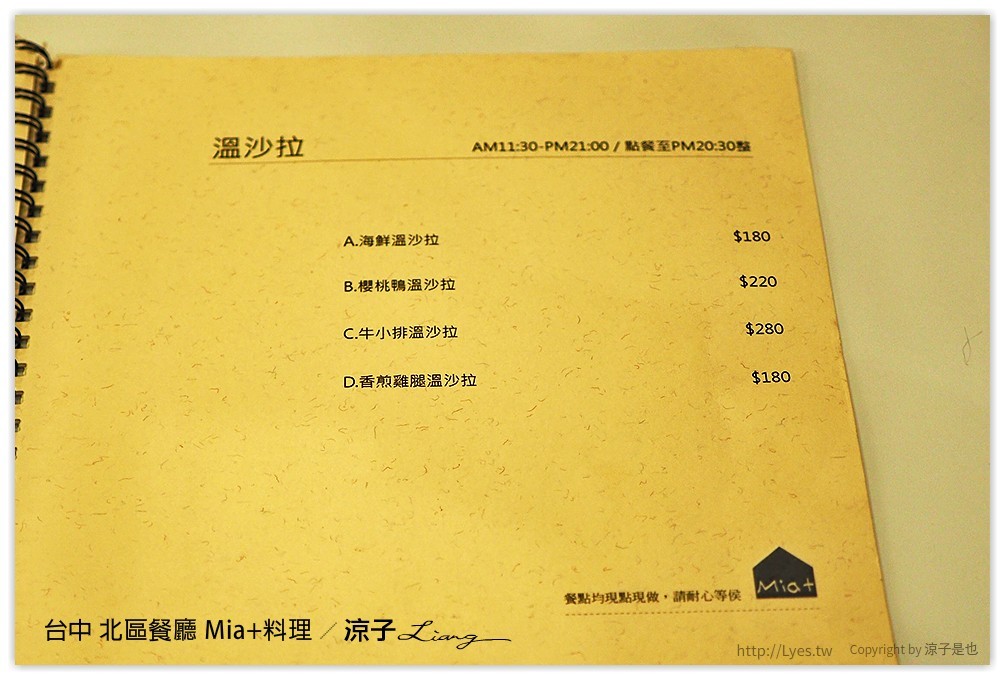 溫沙拉
AM11:30-PM21:00 / 點餐至PM20:30整
A.海鮮溫沙拉 $180
B.櫻桃鴨溫沙拉 $220
C.牛小排溫沙拉 $280
D.香煎雞腿溫沙拉 $180
Mia+
餐點均現點現做，請耐心等侯
台中 北區餐廳 Mia+料理 ／ 涼子 Liang
http://Lyes.tw Copyright by 涼子是也